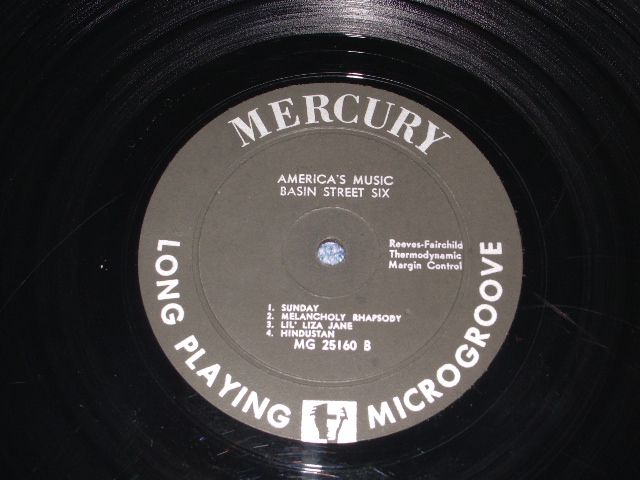 MERCURY
AMERICA'S MUSIC
BASIN STREET SIX
Reeves-Fairchild
Thermodynamic
Margin Control
1. SUNDAY
2. MELANCHOLY RHAPSODY
3. LIL' LIZA JANE
4. HINDUSTAN
MG 25160 B
LONG PLAYING MICROGROOVE